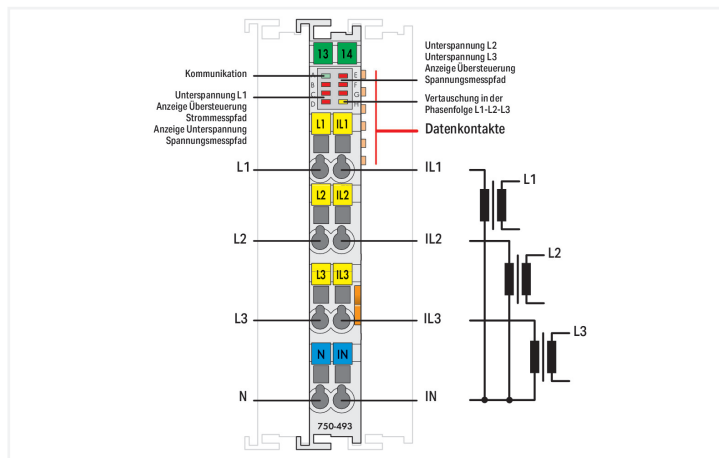 13 14
Kommunikation
Unterspannung L1
Anzeige Übersteuerung
Strommesspfad
Anzeige Unterspannung
Spannungsmesspfad
A
B
C
D
E
F
G
H
Unterspannung L2
Unterspannung L3
Anzeige Übersteuerung
Spannungsmesspfad
Vertauschung in der
Phasenfolge L1-L2-L3
Datenkontakte
L1 IL1
L1 IL1
L1
L2 IL2
L2 IL2
L2
L3 IL3
L3 IL3
L3
N IN
N IN
750-493